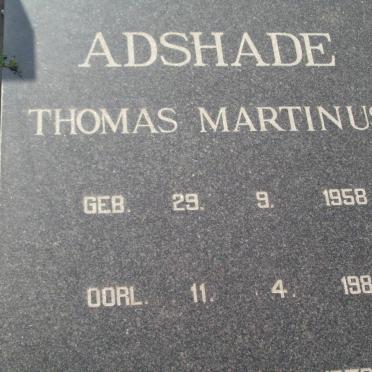 ADSHADE
THOMAS MARTINUS
GEB. 29. 9. 1958
OORL. 11. 4. 198